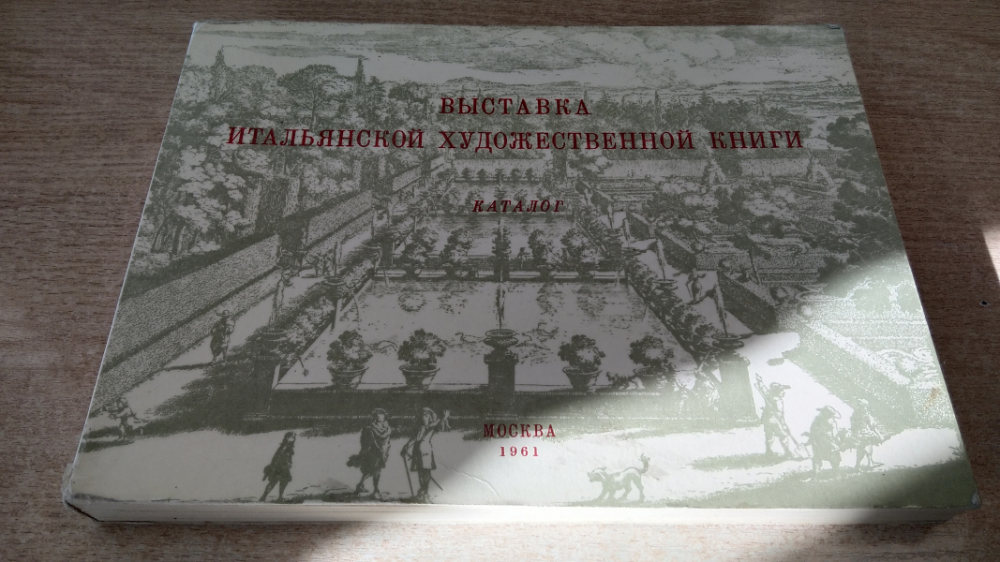 ВЫСТАВКА
ИТАЛЬЯНСКОЙ ХУДОЖЕСТВЕННОЙ КНИГИ
КАТАЛОГ
МОСКВА
1961